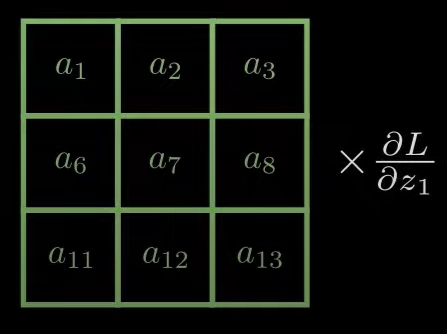 a₁ a₂ a₃
a₆ a₇ a₈ × ∂L/∂z₁
a₁₁ a₁₂ a₁₃